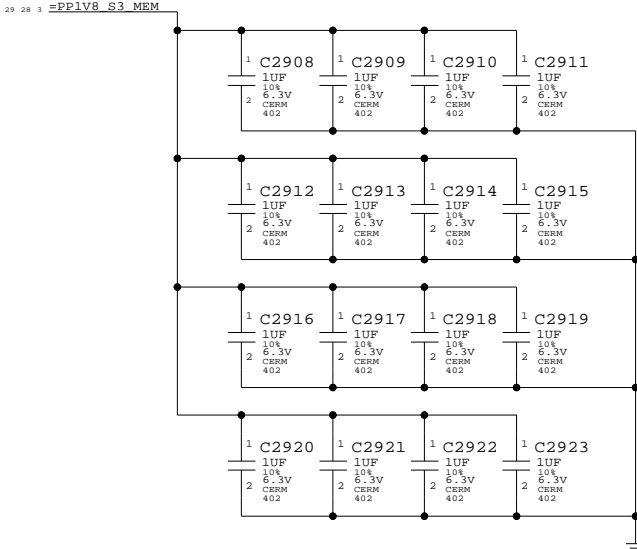 29 28 3 =PP1V8_S3_MEM
1 C2908 1 C2909 1 C2910 1 C2911
1UF 1UF 1UF 1UF
10% 10% 10% 10%
2 6.3V 2 6.3V 2 6.3V 2 6.3V
CERM CERM CERM CERM
402 402 402 402
1 C2912 1 C2913 1 C2914 1 C2915
1UF 1UF 1UF 1UF
10% 10% 10% 10%
2 6.3V 2 6.3V 2 6.3V 2 6.3V
CERM CERM CERM CERM
402 402 402 402
1 C2916 1 C2917 1 C2918 1 C2919
1UF 1UF 1UF 1UF
10% 10% 10% 10%
2 6.3V 2 6.3V 2 6.3V 2 6.3V
CERM CERM CERM CERM
402 402 402 402
1 C2920 1 C2921 1 C2922 1 C2923
1UF 1UF 1UF 1UF
10% 10% 10% 10%
2 6.3V 2 6.3V 2 6.3V 2 6.3V
CERM CERM CERM CERM
402 402 402 402